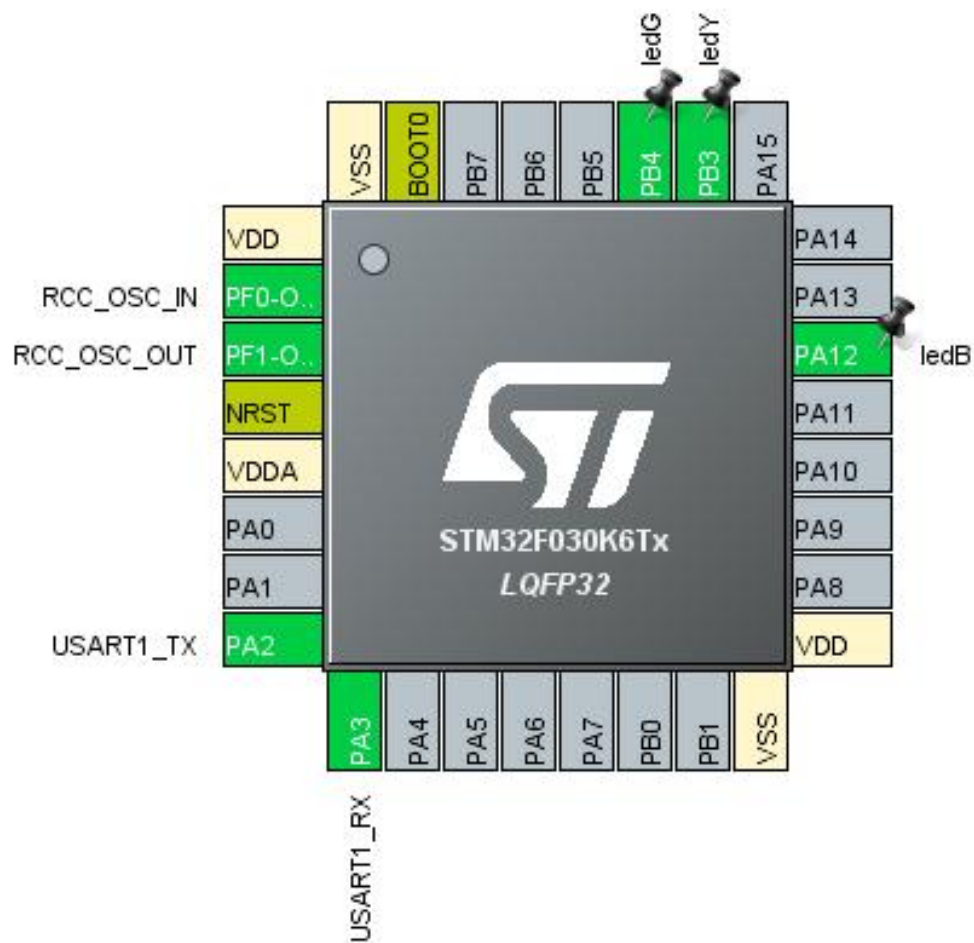 ledG
ledY
VSS
BOOT0
PB7
PB6
PB5
PB4
PB3
PA15
VDD
RCC_OSC_IN
PF0-O..
RCC_OSC_OUT
PF1-O..
NRST
VDDA
PA0
PA1
USART1_TX
PA2
PA14
PA13
PA12
ledB
PA11
PA10
PA9
PA8
VDD
ST
STM32F030K6Tx
LQFP32
PA3
PA4
PA5
PA6
PA7
PB0
PB1
VSS
USART1_RX